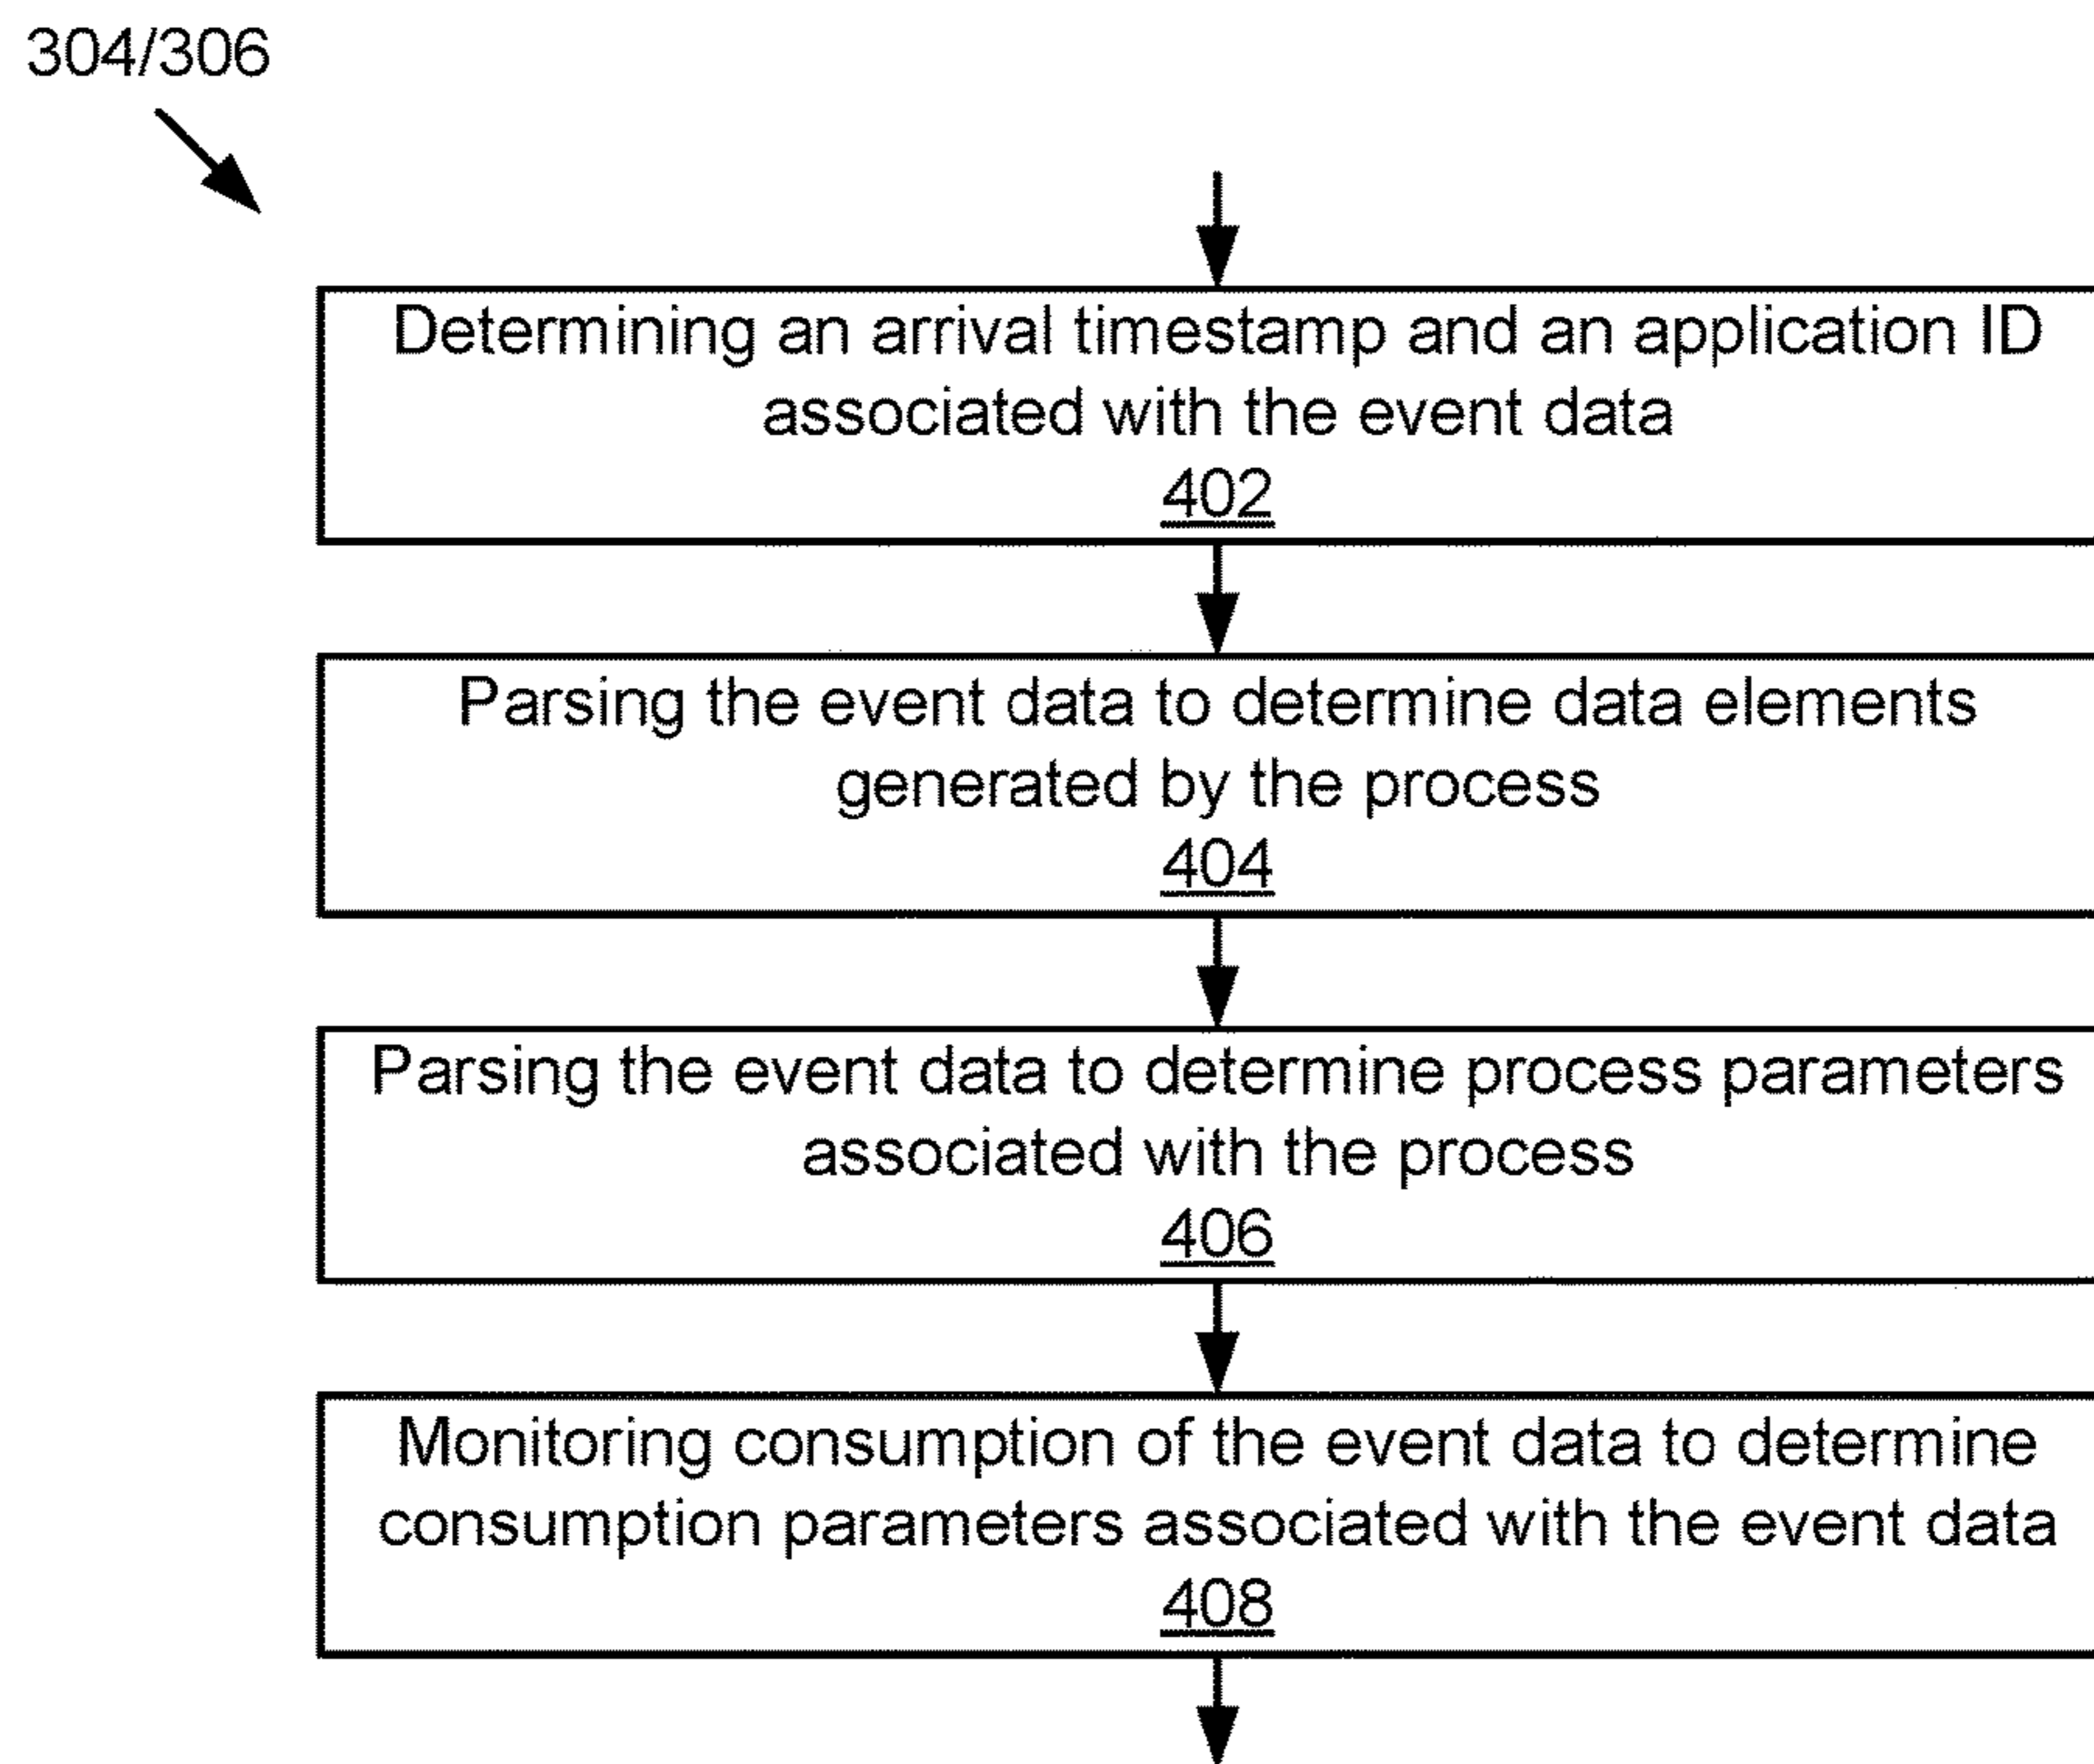 304/306
Determining an arrival timestamp and an application ID
associated with the event data
402
Parsing the event data to determine data elements
generated by the process
404
Parsing the event data to determine process parameters
associated with the process
406
Monitoring consumption of the event data to determine
consumption parameters associated with the event data
408